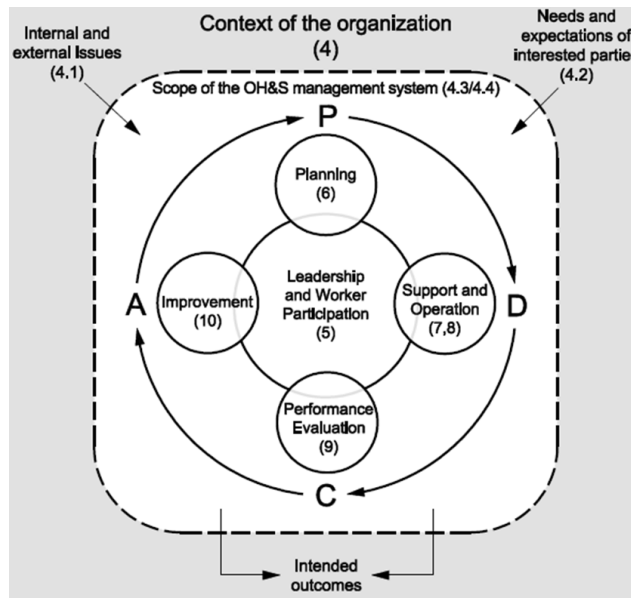 Context of the organization
(4)
Internal and
external Issues
(4.1)
Needs and
expectations of
interested partie
(4.2)
Scope of the OH&S management system (4.3/4.4)
P
Planning
(6)
A
Improvement
(10)
Leadership
and Worker
Participation
(5)
Support and
Operation
(7,8)
D
Performance
Evaluation
(9)
C
Intended
outcomes